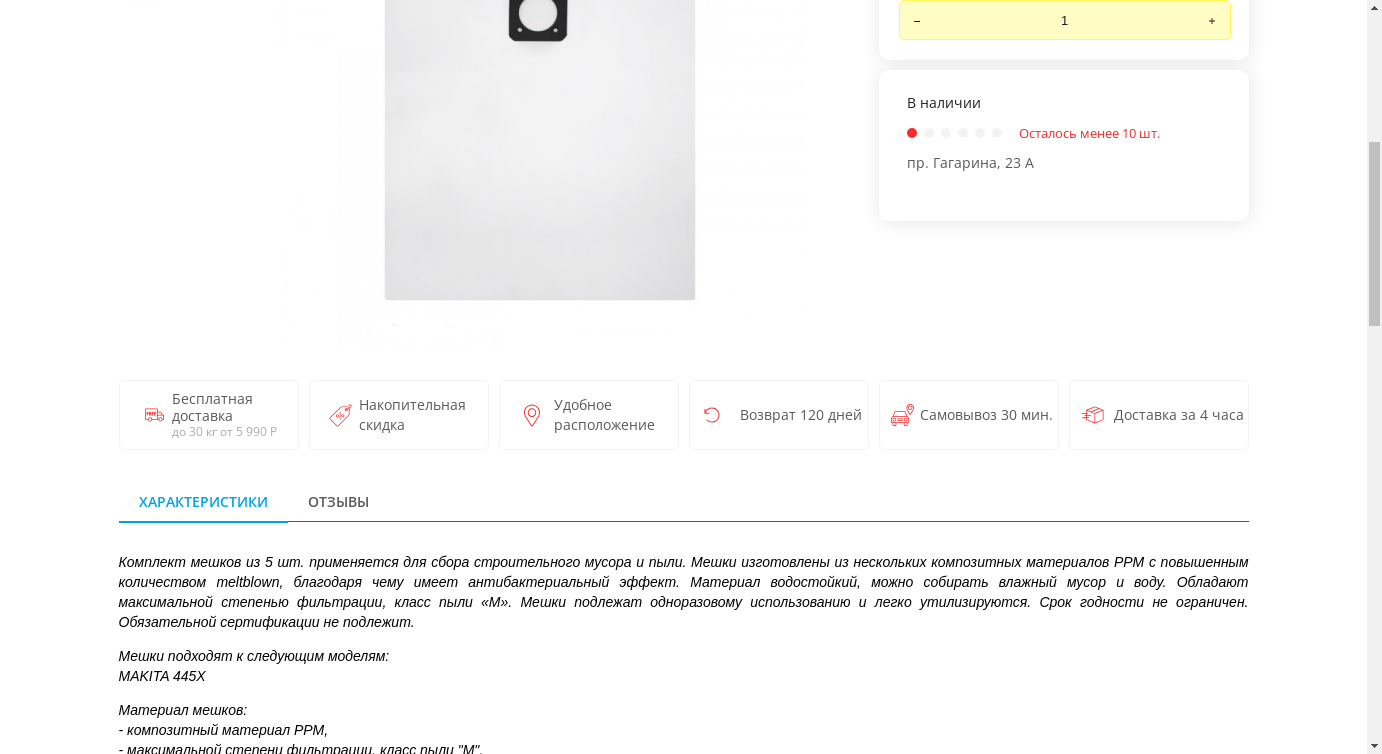 – 1 +
В наличии
Осталось менее 10 шт.
пр. Гагарина, 23 А
Бесплатная
доставка
до 30 кг от 5 990 Р
Накопительная
скидка
Удобное
расположение
Возврат 120 дней
Самовывоз 30 мин.
Доставка за 4 часа
ХАРАКТЕРИСТИКИ ОТЗЫВЫ
Комплект мешков из 5 шт. применяется для сбора строительного мусора и пыли. Мешки изготовлены из нескольких композитных материалов PPM с повышенным
количеством meltblown, благодаря чему имеет антибактериальный эффект. Материал водостойкий, можно собирать влажный мусор и воду. Обладают
максимальной степенью фильтрации, класс пыли «М». Мешки подлежат одноразовому использованию и легко утилизируются. Срок годности не ограничен.
Обязательной сертификации не подлежит.
Мешки подходят к следующим моделям:
MAKITA 445X
Материал мешков:
- композитный материал PPM,
- максимальной степени фильтрации, класс пыли "М".